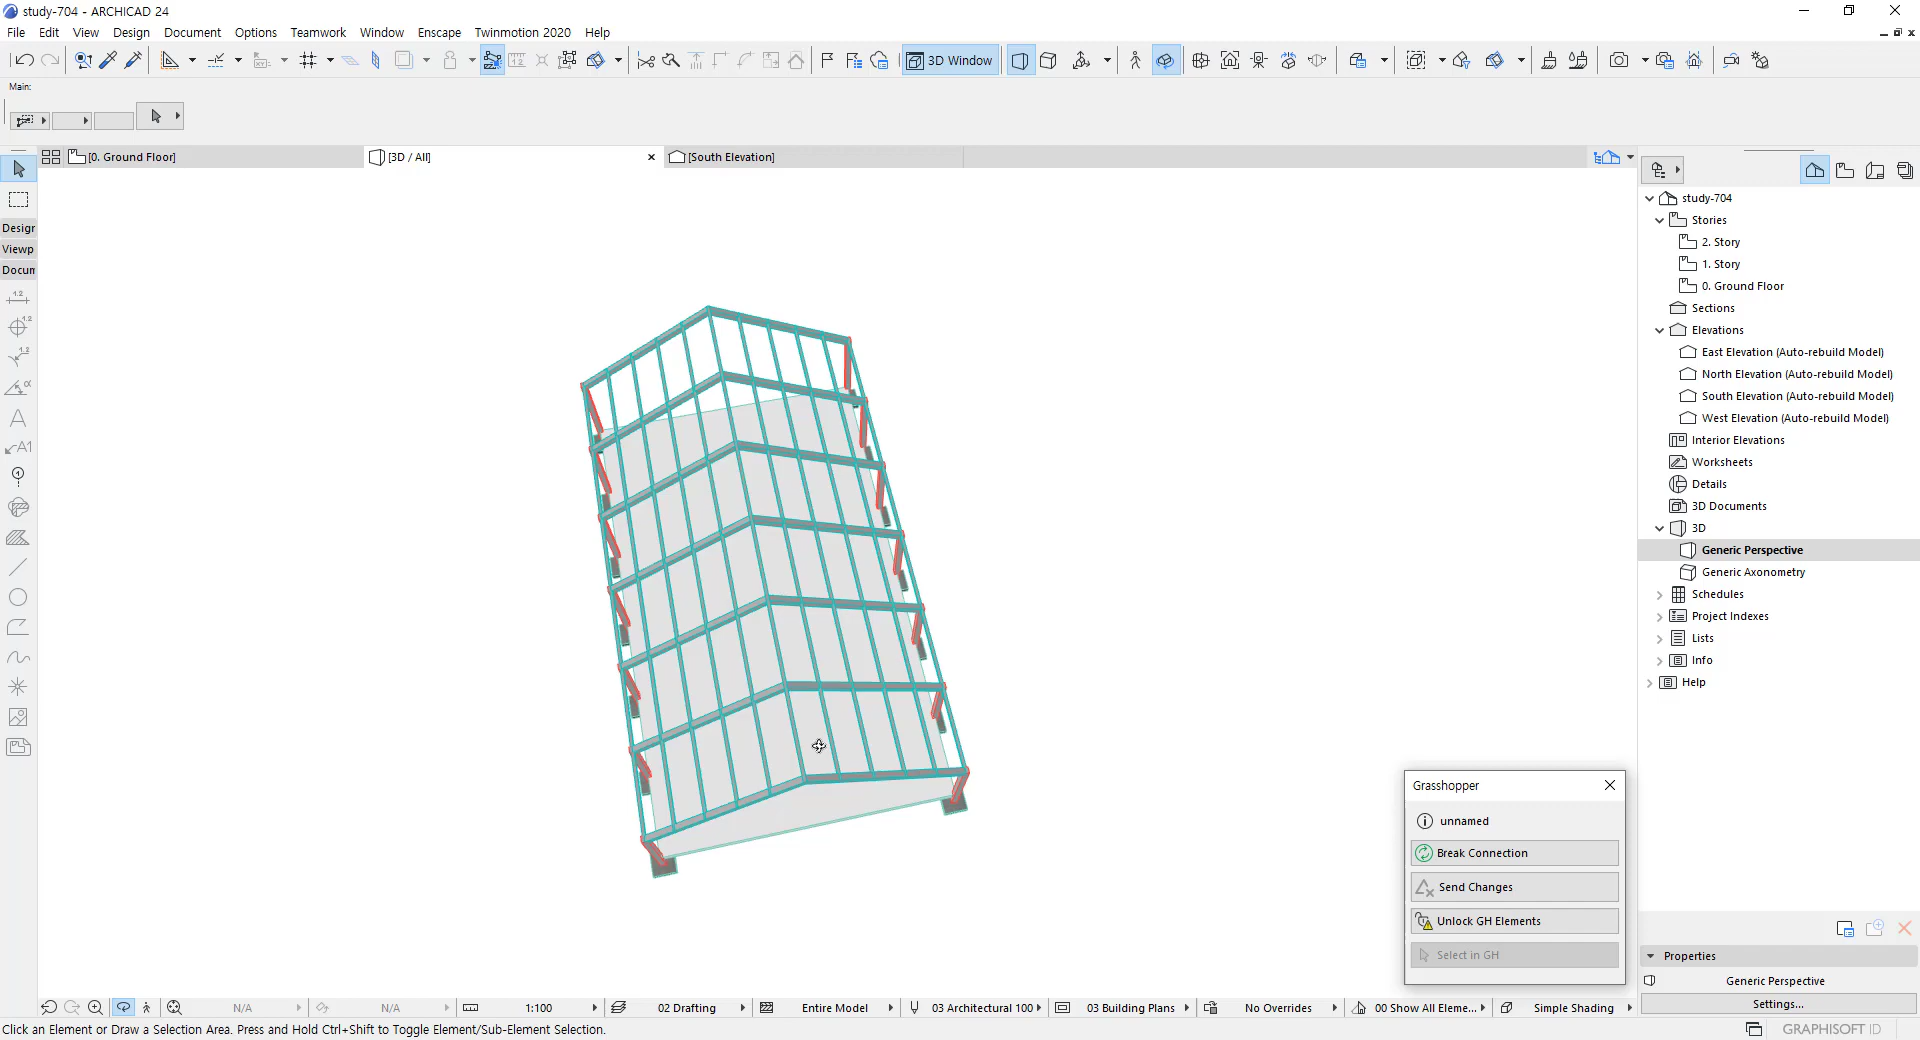 study-704 - ARCHICAD 24
File Edit View Design Document Options Teamwork Window Enscape Twinmotion 2020 Help
3D Window
Main:
[0. Ground Floor] [3D / All] [South Elevation]
Design
Viewp
Docum
study-704
Stories
2. Story
1. Story
0. Ground Floor
Sections
Elevations
East Elevation (Auto-rebuild Model)
North Elevation (Auto-rebuild Model)
South Elevation (Auto-rebuild Model)
West Elevation (Auto-rebuild Model)
Interior Elevations
Worksheets
Details
3D Documents
3D
Generic Perspective
Generic Axonometry
Schedules
Project Indexes
Lists
Info
Help
Grasshopper
unnamed
Break Connection
Send Changes
Unlock GH Elements
Select in GH
Properties
Generic Perspective
Settings...
N/A N/A 1:100 02 Drafting Entire Model 03 Architectural 100 03 Building Plans No Overrides 00 Show All Eleme... Simple Shading
Click an Element or Draw a Selection Area. Press and Hold Ctrl+Shift to Toggle Element/Sub-Element Selection.
GRAPHISOFT ID